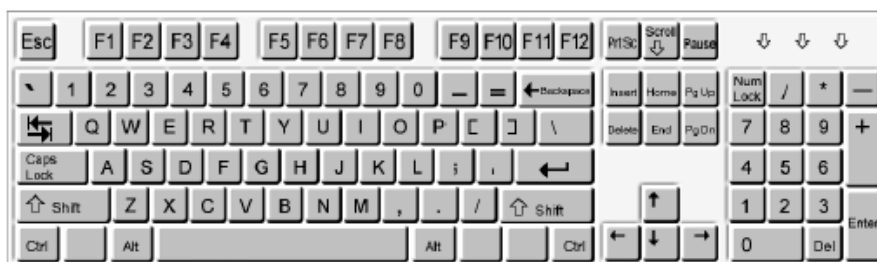 Esc F1 F2 F3 F4 F5 F6 F7 F8 F9 F10 F11 F12 PrtSc Scroll Pause
` 1 2 3 4 5 6 7 8 9 0 - = ←Backspace Insert Home Pg Up Num Lock / * —
Q W E R T Y U I O P [ ] \ Delete End PgDn 7 8 9 +
Caps Lock A S D F G H J K L ; ' 4 5 6
⇧ Shift Z X C V B N M , . / ⇧ Shift ↑ 1 2 3 Enter
Ctrl Alt Alt Ctrl ← ↓ → 0 Del